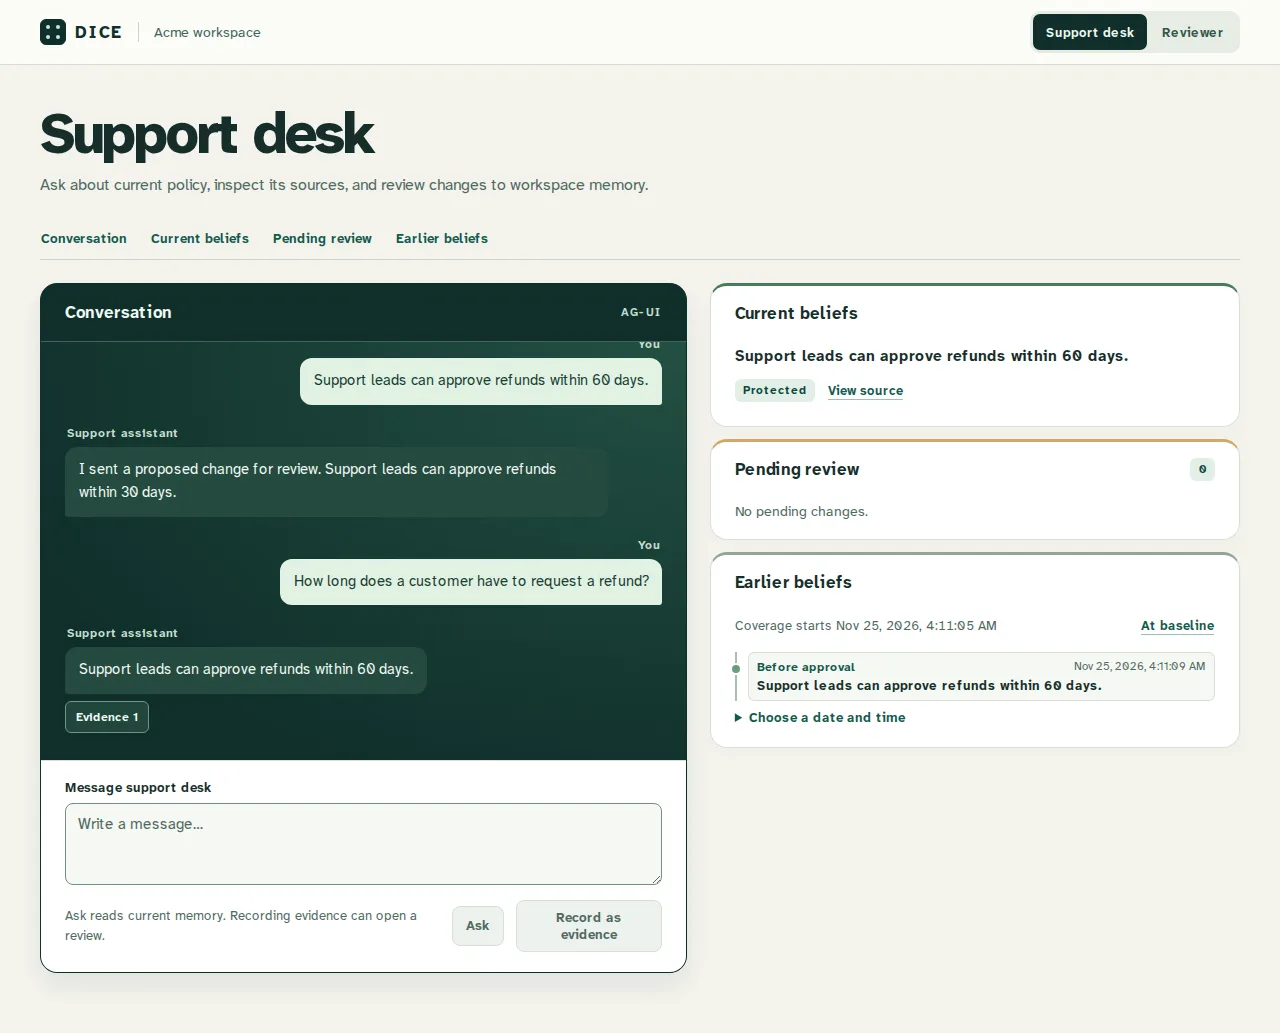 DICE
Acme workspace
Support desk
Reviewer
Support desk
Ask about current policy, inspect its sources, and review changes to workspace memory.
Conversation
Current beliefs
Pending review
Earlier beliefs
Conversation
AG-UI
You
Support leads can approve refunds within 60 days.
Support assistant
I sent a proposed change for review. Support leads can approve refunds
within 30 days.
You
How long does a customer have to request a refund?
Support assistant
Support leads can approve refunds within 60 days.
Evidence 1
Message support desk
Write a message...
Ask reads current memory. Recording evidence can open a
review.
Ask
Record as
evidence
Current beliefs
Support leads can approve refunds within 60 days.
Protected
View source
Pending review
0
No pending changes.
Earlier beliefs
Coverage starts Nov 25, 2026, 4:11:05 AM
At baseline
Before approval
Nov 25, 2026, 4:11:09 AM
Support leads can approve refunds within 60 days.
Choose a date and time